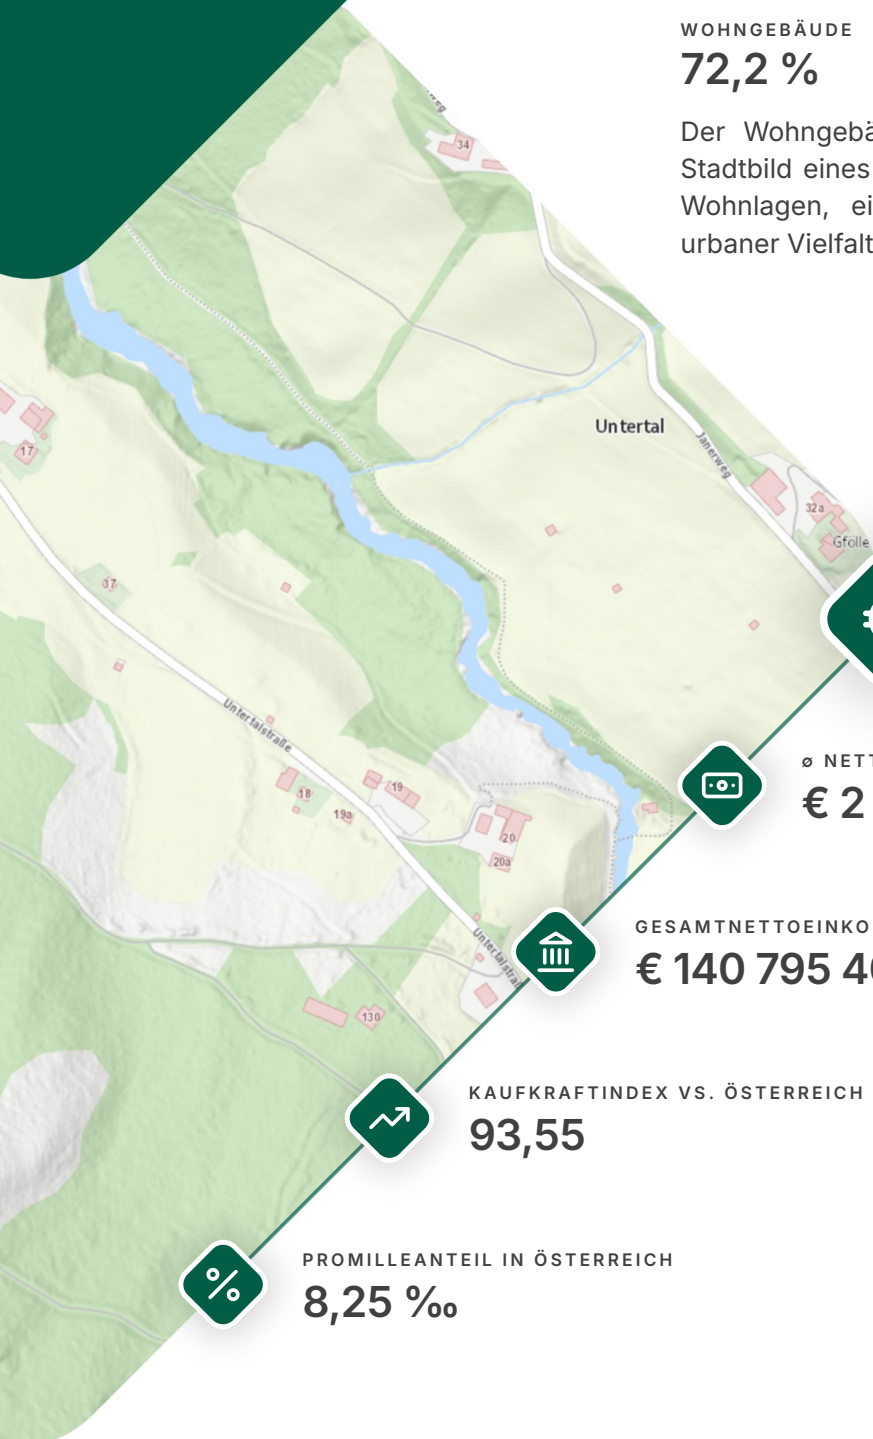 WOHNGEBÄUDE
72,2 %
Der Wohngebä
Stadtbild eines
Wohnlagen, ei
urbaner Vielfalt
34
Untertal
Janerweg
17
32a
Gfölle
37
Untertalstraße
18
19
19a
20
20a
Untertalstraß
130
ø NETT
€ 2
GESAMTNETTOEINKO
€ 140 795 4
KAUFKRAFTINDEX VS. ÖSTERREICH
93,55
PROMILLEANTEIL IN ÖSTERREICH
8,25 ‰